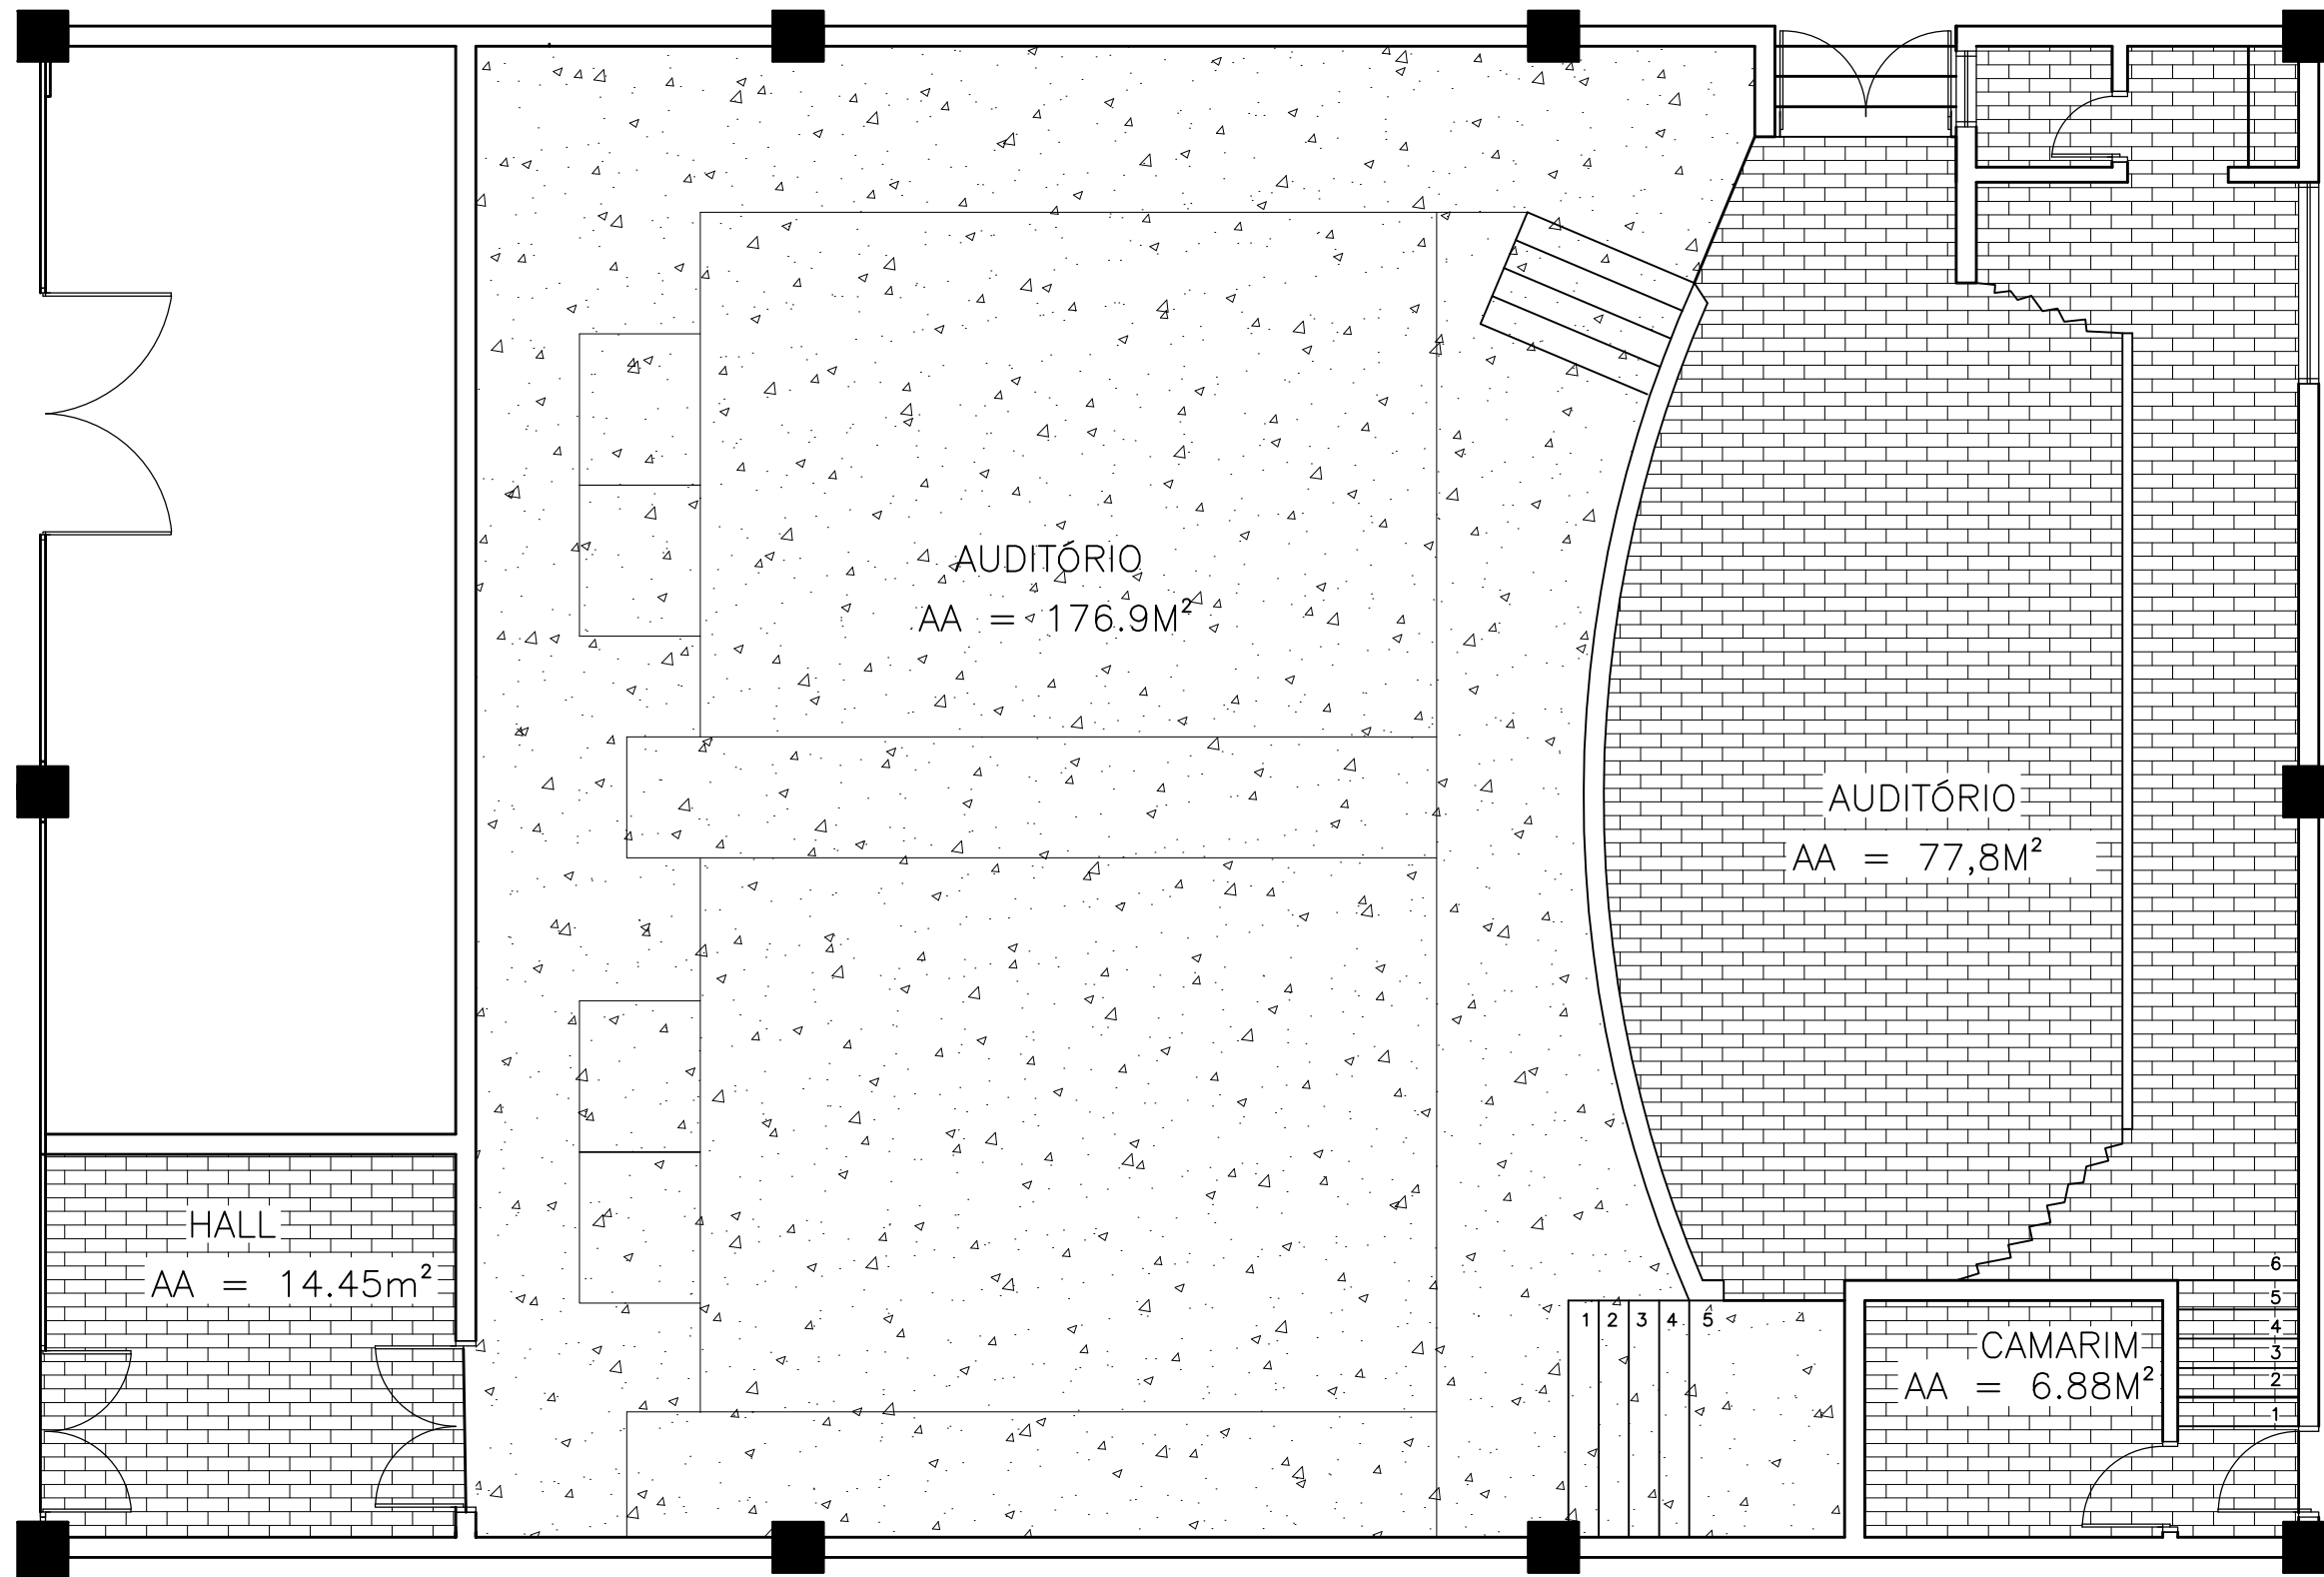 AUDITÓRIO
AA = 176.9M²
AUDITÓRIO
AA = 77,8M²
HALL
AA = 14.45m²
1 2 3 4 5
CAMARIM
AA = 6.88M²
6
5
4
3
2
1